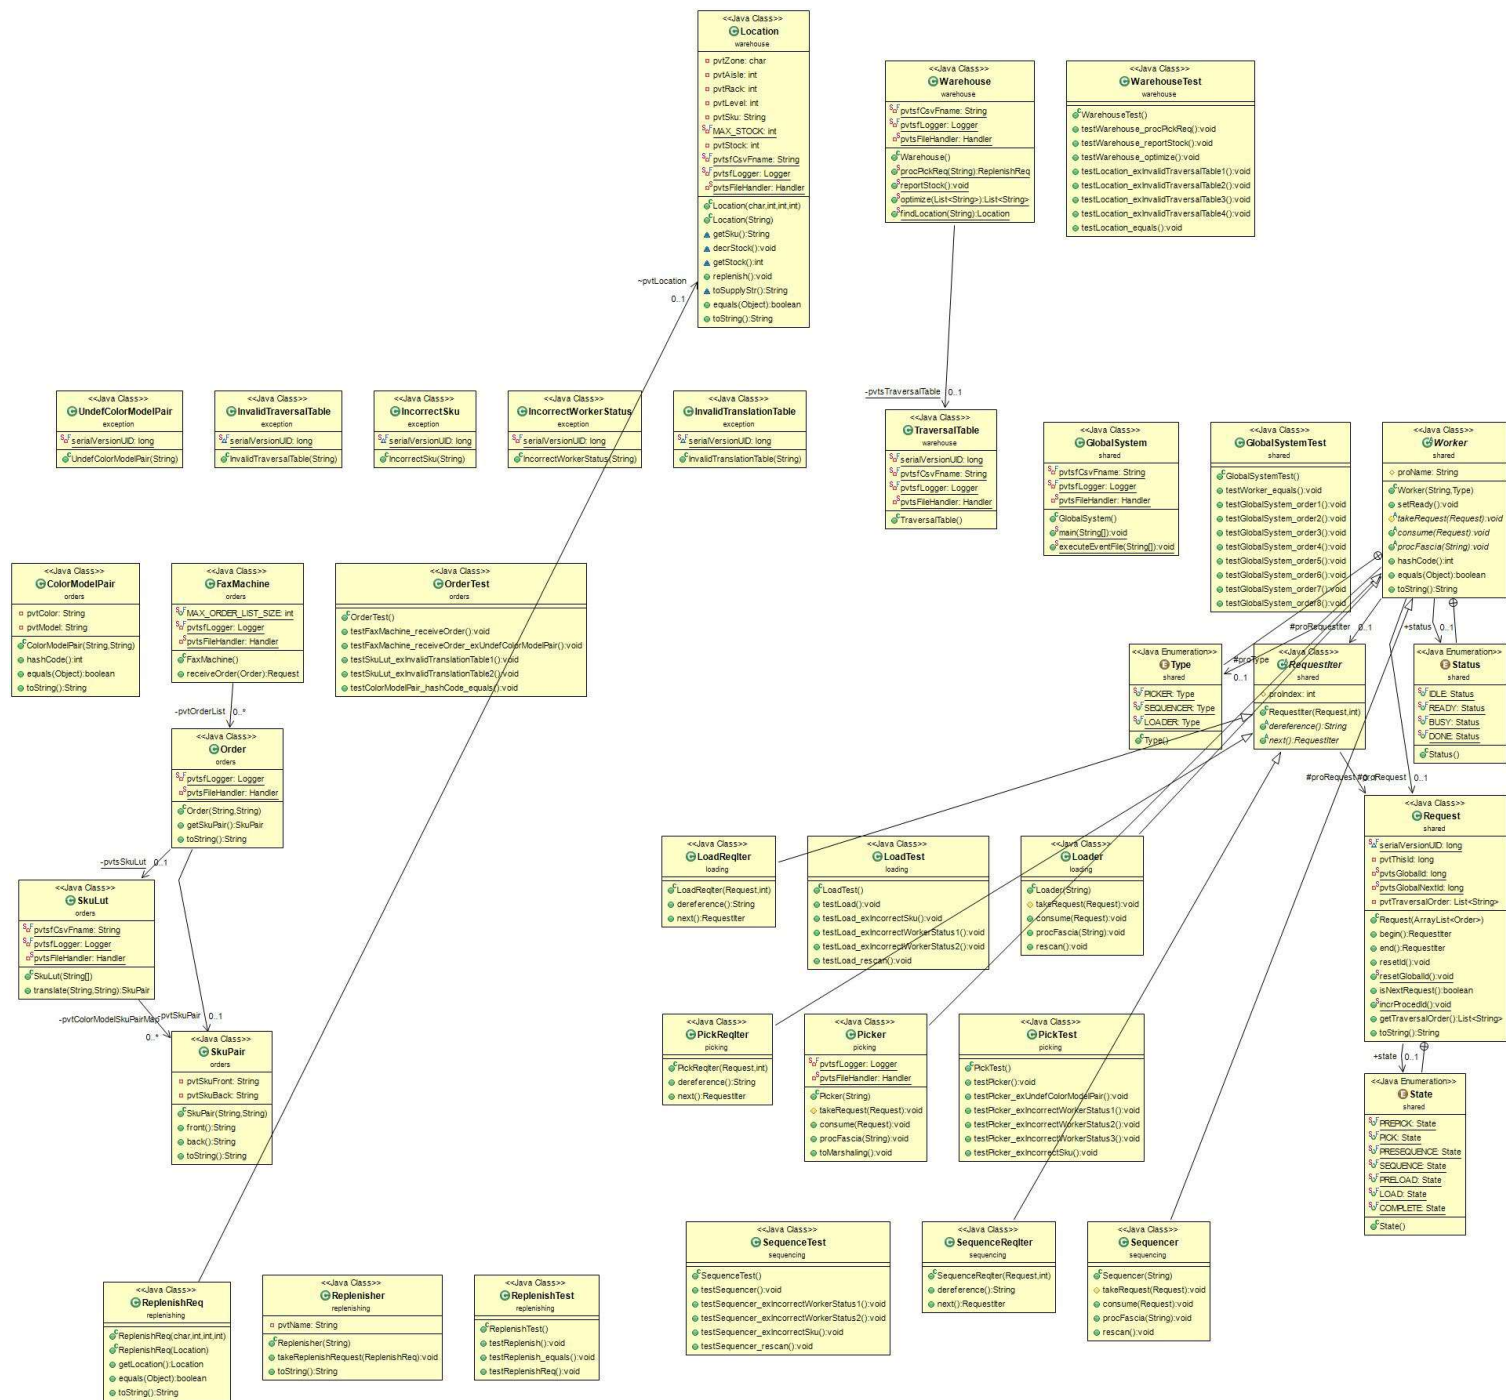 <<Java Class>>
Location
warehouse
pvtZone: char
pvtAisle: int
pvtRack: int
pvtLevel: int
pvtSku: String
MAX_STOCK: int
pvtStock: int
pvtsfCsvFname: String
pvtsfLogger: Logger
pvtsFileHandler: Handler
Location(char,int,int,int)
Location(String)
getSku():String
decrStock():void
getStock():int
replenish():void
toSupplyStr():String
equals(Object):boolean
toString():String
<<Java Class>>
Warehouse
warehouse
pvtsfCsvFname: String
pvtsfLogger: Logger
pvtsFileHandler: Handler
Warehouse()
procPickReq(String):ReplenishReq
reportStock():void
optimize(List<String>):List<String>
findLocation(String):Location
<<Java Class>>
WarehouseTest
warehouse
WarehouseTest()
testWarehouse_procPickReq():void
testWarehouse_reportStock():void
testWarehouse_optimize():void
testLocation_exInvalidTraversalTable1():void
testLocation_exInvalidTraversalTable2():void
testLocation_exInvalidTraversalTable3():void
testLocation_exInvalidTraversalTable4():void
testLocation_equals():void
~pvtLocation
0..1
-pvtsTraversalTable 0..1
<<Java Class>>
UndefColorModelPair
exception
serialVersionUID: long
UndefColorModelPair(String)
<<Java Class>>
InvalidTraversalTable
exception
serialVersionUID: long
InvalidTraversalTable(String)
<<Java Class>>
IncorrectSku
exception
serialVersionUID: long
IncorrectSku(String)
<<Java Class>>
IncorrectWorkerStatus
exception
serialVersionUID: long
IncorrectWorkerStatus(String)
<<Java Class>>
InvalidTranslationTable
exception
serialVersionUID: long
InvalidTranslationTable(String)
<<Java Class>>
TraversalTable
warehouse
serialVersionUID: long
pvtsfCsvFname: String
pvtsfLogger: Logger
pvtsFileHandler: Handler
TraversalTable()
<<Java Class>>
GlobalSystem
shared
pvtsfCsvFname: String
pvtsfLogger: Logger
pvtsFileHandler: Handler
GlobalSystem()
main(String[]):void
executeEventFile(String[]):void
<<Java Class>>
GlobalSystemTest
shared
GlobalSystemTest()
testWorker_equals():void
testGlobalSystem_order1():void
testGlobalSystem_order2():void
testGlobalSystem_order3():void
testGlobalSystem_order4():void
testGlobalSystem_order5():void
testGlobalSystem_order6():void
testGlobalSystem_order7():void
testGlobalSystem_order8():void
<<Java Class>>
Worker
shared
proName: String
Worker(String,Type)
setReady():void
takeRequest(Request):void
consume(Request):void
procFascia(String):void
hashCode():int
equals(Object):boolean
toString():String
<<Java Class>>
ColorModelPair
orders
pvtColor: String
pvtModel: String
ColorModelPair(String,String)
hashCode():int
equals(Object):boolean
toString():String
<<Java Class>>
FaxMachine
orders
MAX_ORDER_LIST_SIZE: int
pvtsfLogger: Logger
pvtsFileHandler: Handler
FaxMachine()
receiveOrder(Order):Request
<<Java Class>>
OrderTest
orders
OrderTest()
testFaxMachine_receiveOrder():void
testFaxMachine_receiveOrder_exUndefColorModelPair():void
testSkuLut_exInvalidTranslationTable1():void
testSkuLut_exInvalidTranslationTable2():void
testColorModelPair_hashCode_equals():void
#proRequestIter 0..1
+status 0..1
#proType
0..1
<<Java Enumeration>>
Type
shared
PICKER: Type
SEQUENCER: Type
LOADER: Type
Type()
<<Java Class>>
RequestIter
shared
proIndex: int
RequestIter(Request,int)
dereference():String
next():RequestIter
<<Java Enumeration>>
Status
shared
IDLE: Status
READY: Status
BUSY: Status
DONE: Status
Status()
-pvtOrderList 0..*
<<Java Class>>
Order
orders
pvtsfLogger: Logger
pvtsFileHandler: Handler
Order(String,String)
getSkuPair():SkuPair
toString():String
#proRequest
0..1
<<Java Class>>
Request
shared
serialVersionUID: long
pvtThisId: long
pvtsGlobalId: long
pvtsGlobalNextId: long
pvtTraversalOrder: List<String>
Request(ArrayList<Order>)
begin():RequestIter
end():RequestIter
resetId():void
resetGlobalId():void
isNextRequest():boolean
incrProcedId():void
getTraversalOrder():List<String>
toString():String
-pvtsSkuLut 0..1
<<Java Class>>
SkuLut
orders
pvtsfCsvFname: String
pvtsfLogger: Logger
pvtsFileHandler: Handler
SkuLut(String[])
translate(String,String):SkuPair
<<Java Class>>
LoadReqIter
loading
LoadReqIter(Request,int)
dereference():String
next():RequestIter
<<Java Class>>
LoadTest
loading
LoadTest()
testLoad():void
testLoad_exIncorrectSku():void
testLoad_exIncorrectWorkerStatus1():void
testLoad_exIncorrectWorkerStatus2():void
testLoad_rescan():void
<<Java Class>>
Loader
loading
Loader(String)
takeRequest(Request):void
consume(Request):void
procFascia(String):void
rescan():void
-pvtColorModelSkuPairMap
0..*
-pvtSkuPair
0..1
<<Java Class>>
SkuPair
orders
pvtSkuFront: String
pvtSkuBack: String
SkuPair(String,String)
front():String
back():String
toString():String
<<Java Class>>
PickReqIter
picking
PickReqIter(Request,int)
dereference():String
next():RequestIter
<<Java Class>>
Picker
picking
pvtsfLogger: Logger
pvtsFileHandler: Handler
Picker(String)
takeRequest(Request):void
consume(Request):void
procFascia(String):void
toMarshaling():void
<<Java Class>>
PickTest
picking
PickTest()
testPicker():void
testPicker_exUndefColorModelPair():void
testPicker_exIncorrectWorkerStatus1():void
testPicker_exIncorrectWorkerStatus2():void
testPicker_exIncorrectWorkerStatus3():void
testPicker_exIncorrectSku():void
+state 0..1
<<Java Enumeration>>
State
shared
PREPICK: State
PICK: State
PRESEQUENCE: State
SEQUENCE: State
PRELOAD: State
LOAD: State
COMPLETE: State
State()
<<Java Class>>
SequenceTest
sequencing
SequenceTest()
testSequencer():void
testSequencer_exIncorrectWorkerStatus1():void
testSequencer_exIncorrectWorkerStatus2():void
testSequencer_exIncorrectSku():void
testSequencer_rescan():void
<<Java Class>>
SequenceReqIter
sequencing
SequenceReqIter(Request,int)
dereference():String
next():RequestIter
<<Java Class>>
Sequencer
sequencing
Sequencer(String)
takeRequest(Request):void
consume(Request):void
procFascia(String):void
rescan():void
<<Java Class>>
ReplenishReq
replenishing
ReplenishReq(char,int,int,int)
ReplenishReq(Location)
getLocation():Location
equals(Object):boolean
toString():String
<<Java Class>>
Replenisher
replenishing
pvtName: String
Replenisher(String)
takeReplenishRequest(ReplenishReq):void
toString():String
<<Java Class>>
ReplenishTest
replenishing
ReplenishTest()
testReplenish():void
testReplenish_equals():void
testReplenishReq():void